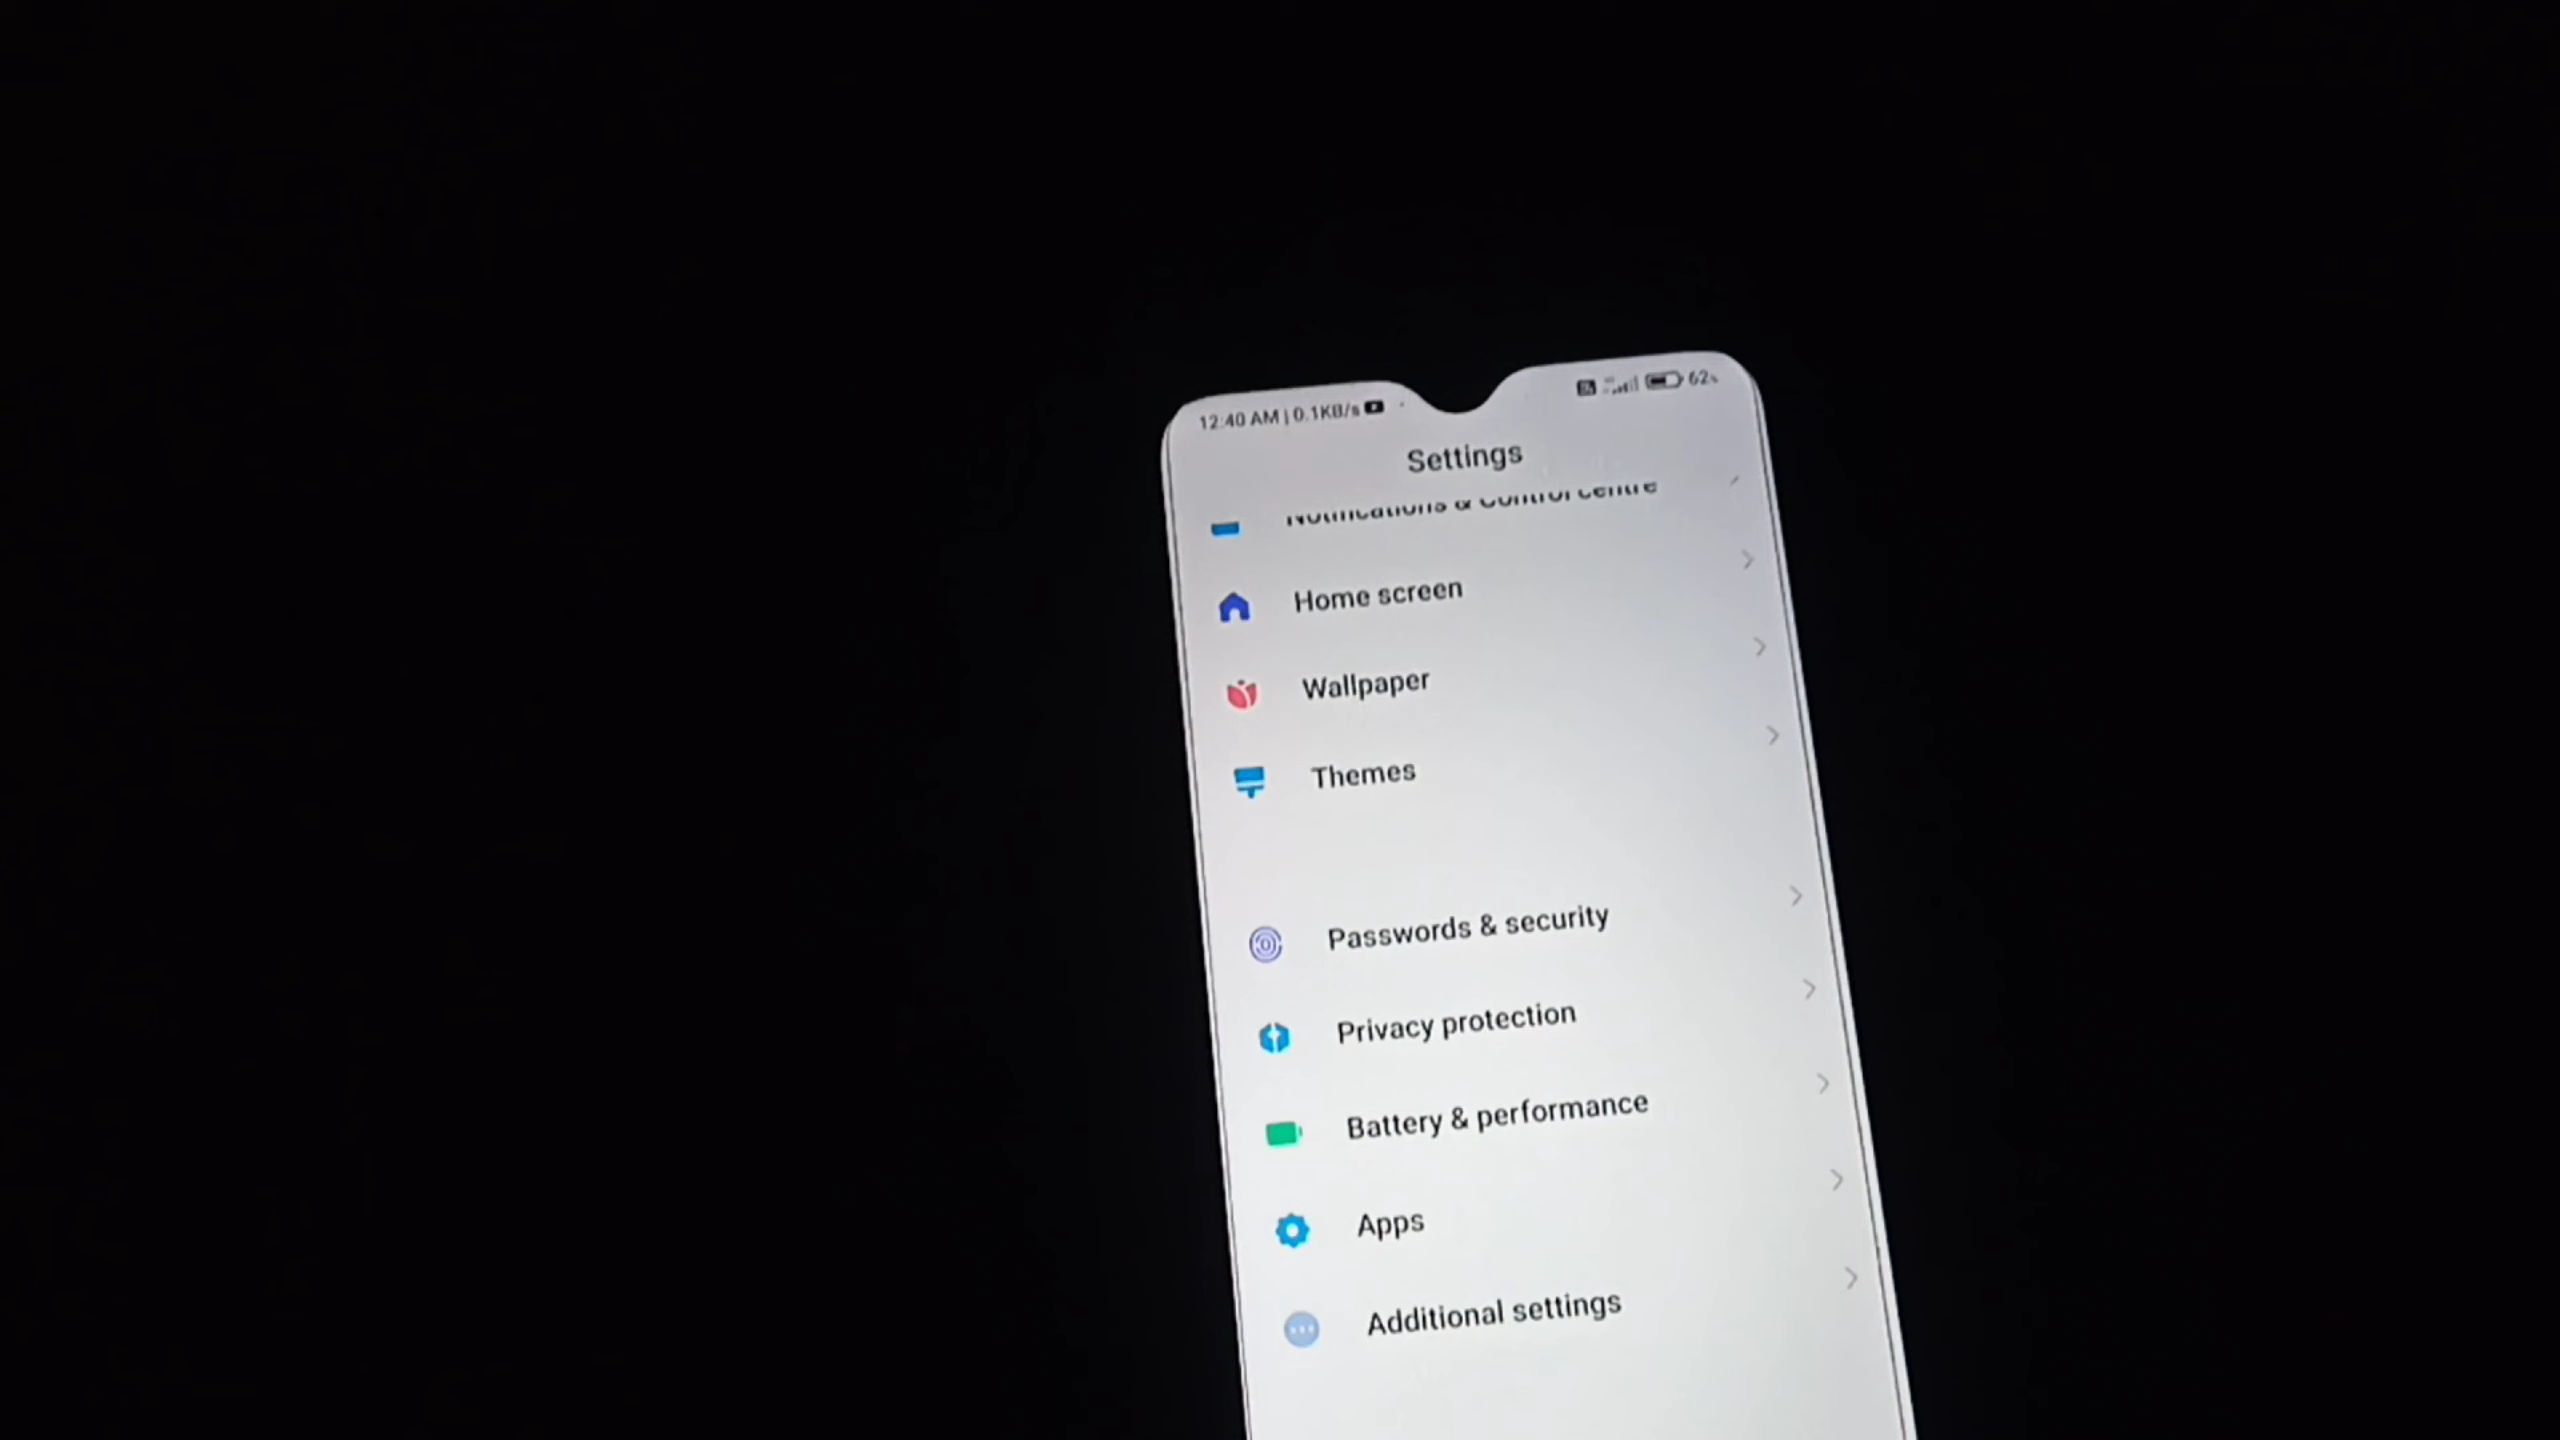 12:40 AM | 0.1KB/s
62%
Settings
Notifications & Control centre
Home screen
Wallpaper
Themes
Passwords & security
Privacy protection
Battery & performance
Apps
Additional settings